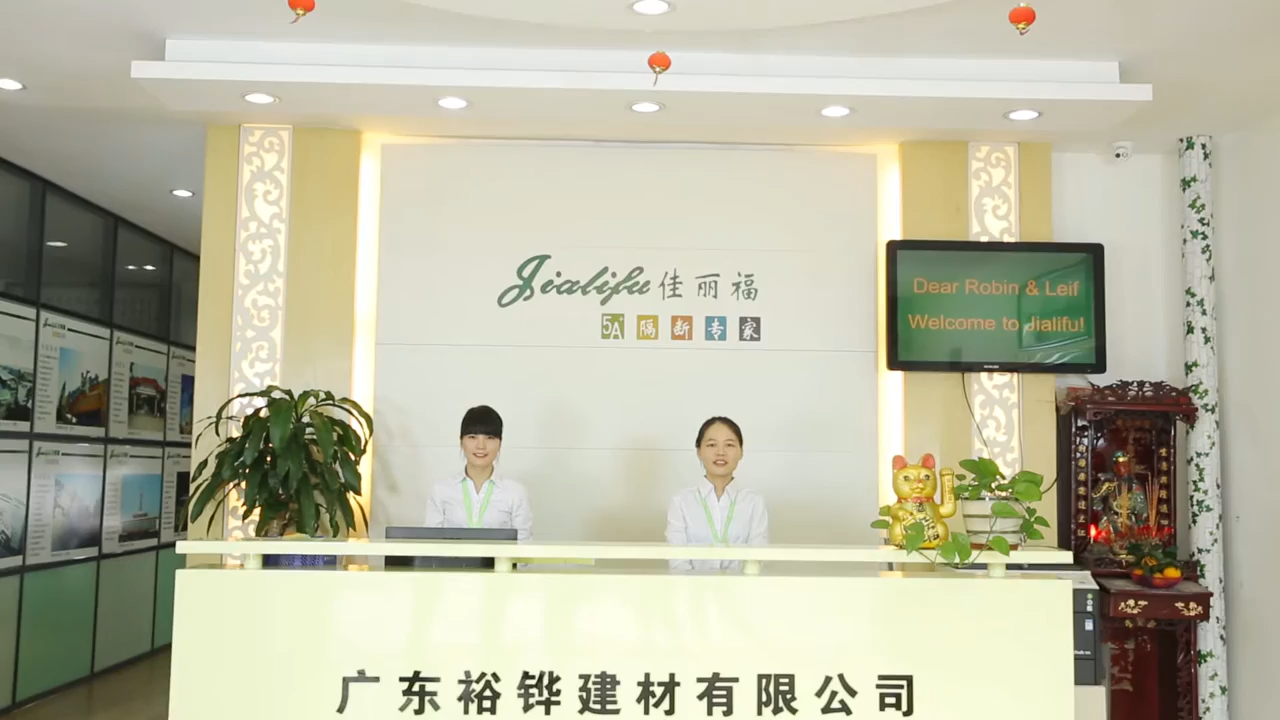 Jialifu 佳丽福
5A+ 隔 断 专 家
Dear Robin & Leif
Welcome to Jialifu!
广东裕铧建材有限公司